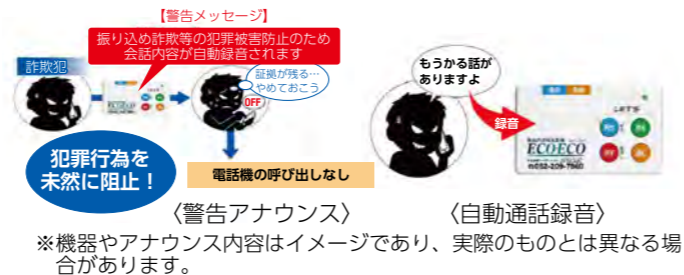 【警告メッセージ】
振り込め詐欺等の犯罪被害防止のため
会話内容が自動録音されます
詐欺犯
証拠が残る…
やめておこう
OFF
犯罪行為を
未然に阻止！
電話機の呼び出しなし
もうかる話が
ありますよ
録音
ECO・ECO
〈警告アナウンス〉
〈自動通話録音〉
※機器やアナウンス内容はイメージであり、実際のものとは異なる場
合があります。